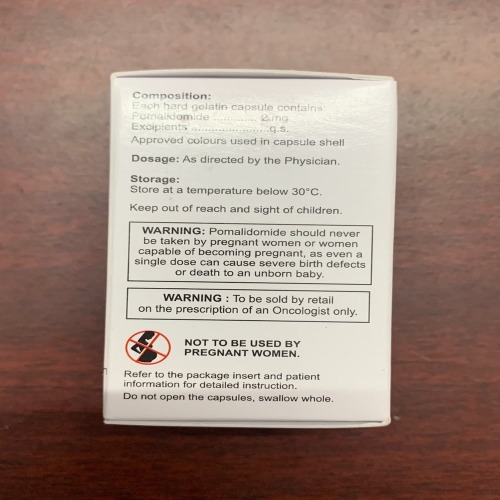 Composition:
Each hard gelatin capsule contains:
Pomalidomide ............. mg
Excipients ......................q.s.
Approved colours used in capsule shell
Dosage: As directed by the Physician.
Storage:
Store at a temperature below 30°C.
Keep out of reach and sight of children.
WARNING: Pomalidomide should never
be taken by pregnant women or women
capable of becoming pregnant, as even a
single dose can cause severe birth defects
or death to an unborn baby.
WARNING : To be sold by retail
on the prescription of an Oncologist only.
NOT TO BE USED BY
PREGNANT WOMEN.
Refer to the package insert and patient
information for detailed instruction.
Do not open the capsules, swallow whole.